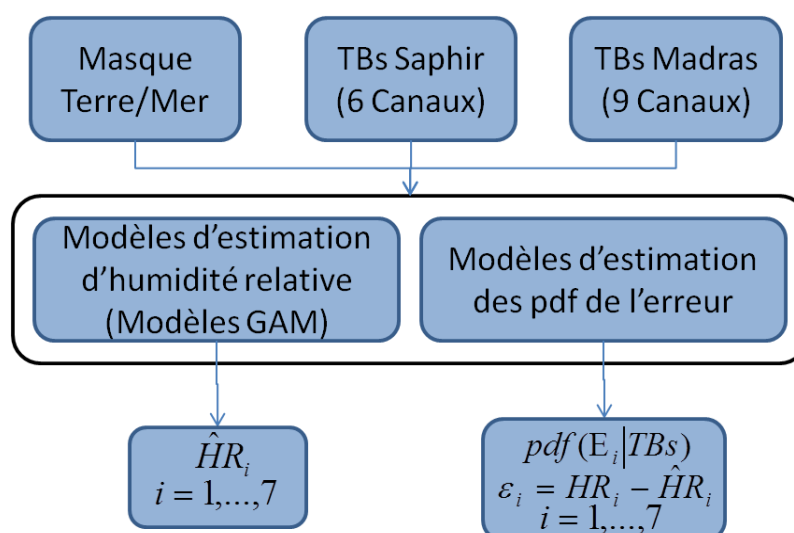 Masque
Terre/Mer
TBs Saphir
(6 Canaux)
TBs Madras
(9 Canaux)
Modèles d'estimation
d'humidité relative
(Modèles GAM)
Modèles d'estimation
des pdf de l'erreur
ĤR_i
i = 1,...,7
pdf(E_i|TBs)
ε_i = HR_i − ĤR_i
i = 1,...,7